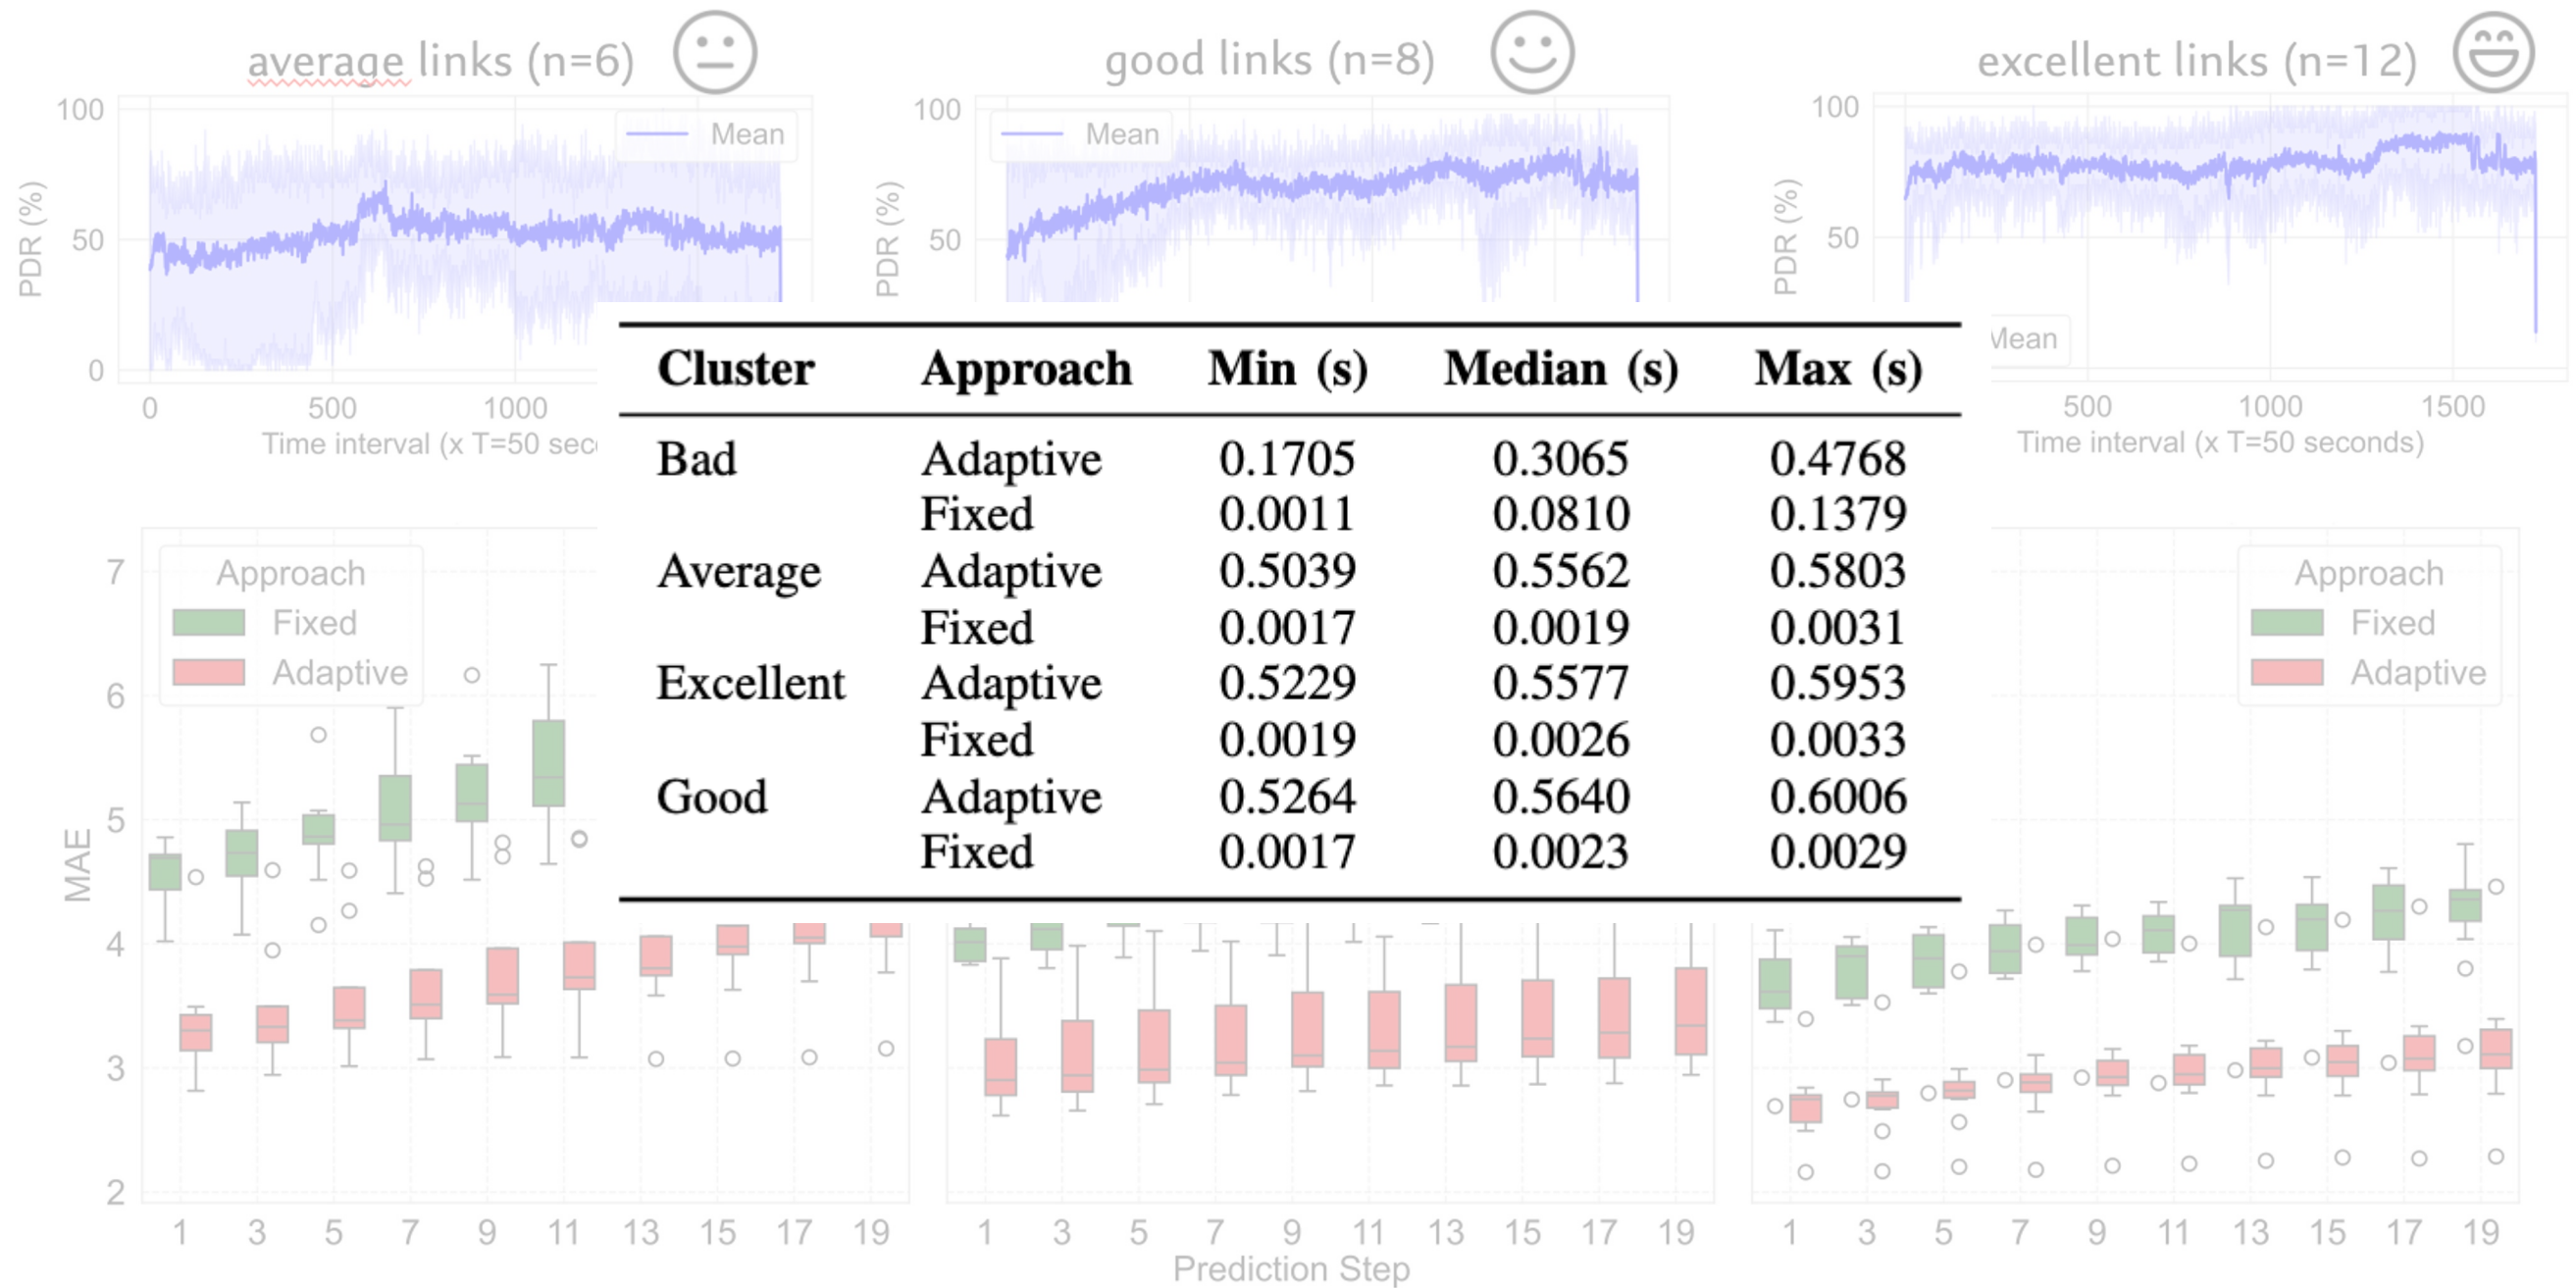 average links (n=6)
good links (n=8)
excellent links (n=12)
100
50
0
PDR (%)
Mean
0 500 1000
Time interval (x T=50 seco
100
50
PDR (%)
Mean
100
50
PDR (%)
Mean
500 1000 1500
Time interval (x T=50 seconds)
Cluster Approach Min (s) Median (s) Max (s)
Bad Adaptive 0.1705 0.3065 0.4768
Fixed 0.0011 0.0810 0.1379
Average Adaptive 0.5039 0.5562 0.5803
Fixed 0.0017 0.0019 0.0031
Excellent Adaptive 0.5229 0.5577 0.5953
Fixed 0.0019 0.0026 0.0033
Good Adaptive 0.5264 0.5640 0.6006
Fixed 0.0017 0.0023 0.0029
Approach
Fixed
Adaptive
Approach
Fixed
Adaptive
7
6
5
4
3
2
MAE
1 3 5 7 9 11 13 15 17 19
1 3 5 7 9 11 13 15 17 19
1 3 5 7 9 11 13 15 17 19
Prediction Step